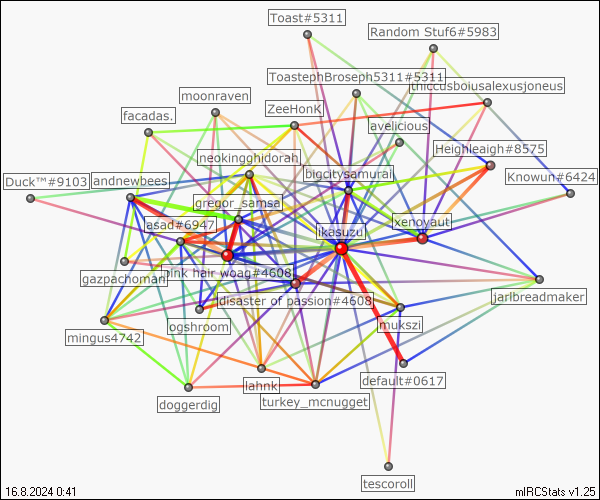 Toast#5311
Random Stuf6#5983
ToastephBroseph5311#5311
chiccusboiusalexusjoneus
moonraven
ZeeHonK
facadas.
avelicious
Heighleaigh#8575
neokingghidorah
bigcitysamurai
Knowun#6424
Duck™#9103
andnewbees
gregor_samsa
asad#6947
ikasuzu
xenoyaut
gazpachoman
pink hair woag#4608
disaster of passion#4608
jarlbreadmaker
ogshroom
mukszi
mingus4742
lahnk
default#0617
doggerdig
turkey_mcnugget
tescoroll
16.8.2024 0:41
mIRCStats v1.25